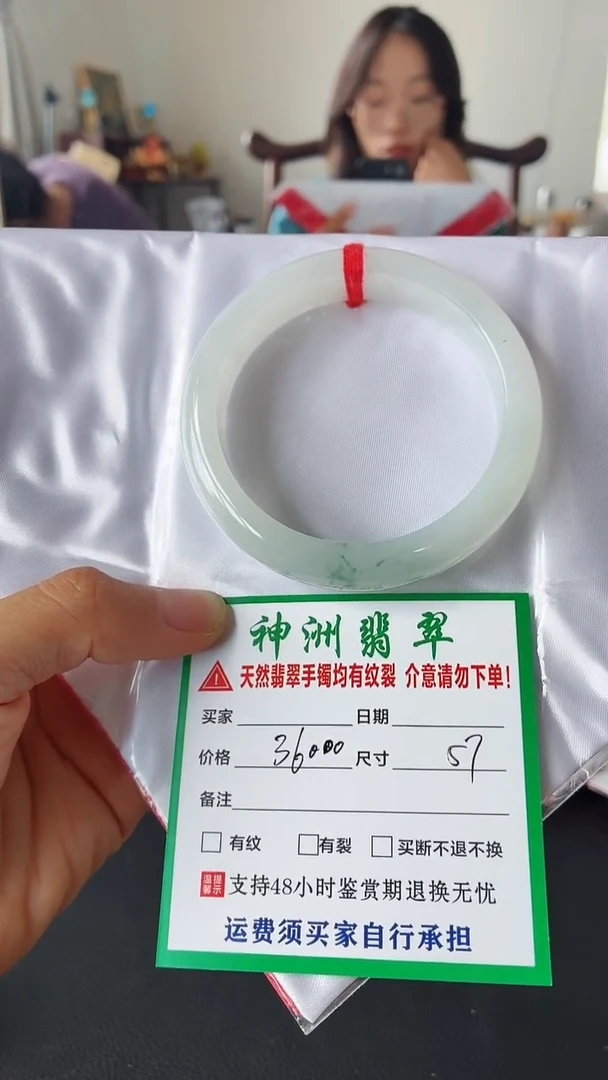 神洲翡翠
天然翡翠手镯均有纹裂 介意请勿下单!
买家 日期
价格 36000 尺寸 57
备注
有纹 有裂 买断不退不换
温馨提示 支持48小时鉴赏期退换无忧
运费须买家自行承担